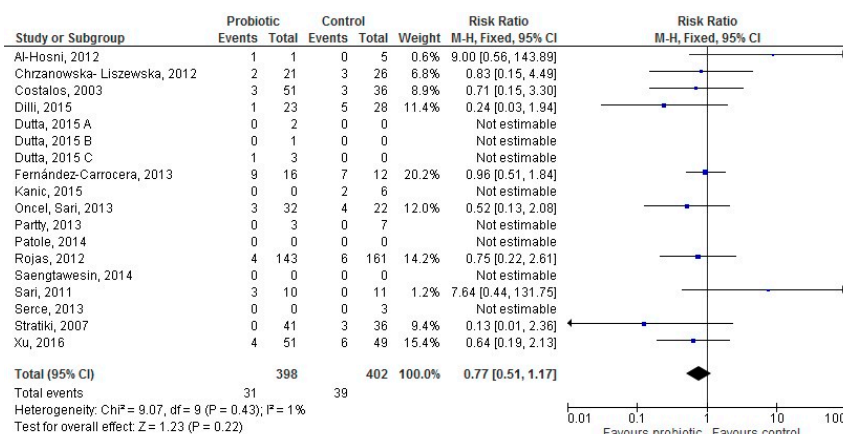 Probiotic Control Risk Ratio Risk Ratio
Study or Subgroup Events Total Events Total Weight M-H, Fixed, 95% CI M-H, Fixed, 95% CI
Al-Hosni, 2012 1 1 0 5 0.6% 9.00 [0.56, 143.89]
Chrzanowska- Liszewska, 2012 2 21 3 26 6.8% 0.83 [0.15, 4.49]
Costalos, 2003 3 51 3 36 8.9% 0.71 [0.15, 3.30]
Dilli, 2015 1 23 5 28 11.4% 0.24 [0.03, 1.94]
Dutta, 2015 A 0 2 0 0 Not estimable
Dutta, 2015 B 0 1 0 0 Not estimable
Dutta, 2015 C 1 3 0 0 Not estimable
Fernández-Carrocera, 2013 9 16 7 12 20.2% 0.96 [0.51, 1.84]
Kanic, 2015 0 0 2 6 Not estimable
Oncel, Sari, 2013 3 32 4 22 12.0% 0.52 [0.13, 2.08]
Partty, 2013 0 3 0 7 Not estimable
Patole, 2014 0 0 0 0 Not estimable
Rojas, 2012 4 143 6 161 14.2% 0.75 [0.22, 2.61]
Saengtawesin, 2014 0 0 0 0 Not estimable
Sari, 2011 3 10 0 11 1.2% 7.64 [0.44, 131.75]
Serce, 2013 0 0 0 3 Not estimable
Stratiki, 2007 0 41 3 36 9.4% 0.13 [0.01, 2.36]
Xu, 2016 4 51 6 49 15.4% 0.64 [0.19, 2.13]
Total (95% CI) 398 402 100.0% 0.77 [0.51, 1.17]
Total events 31 39
Heterogeneity: Chi² = 9.07, df = 9 (P = 0.43); I² = 1%
Test for overall effect: Z = 1.23 (P = 0.22)
0.01 0.1 1 10 100
Favours probiotic Favours control